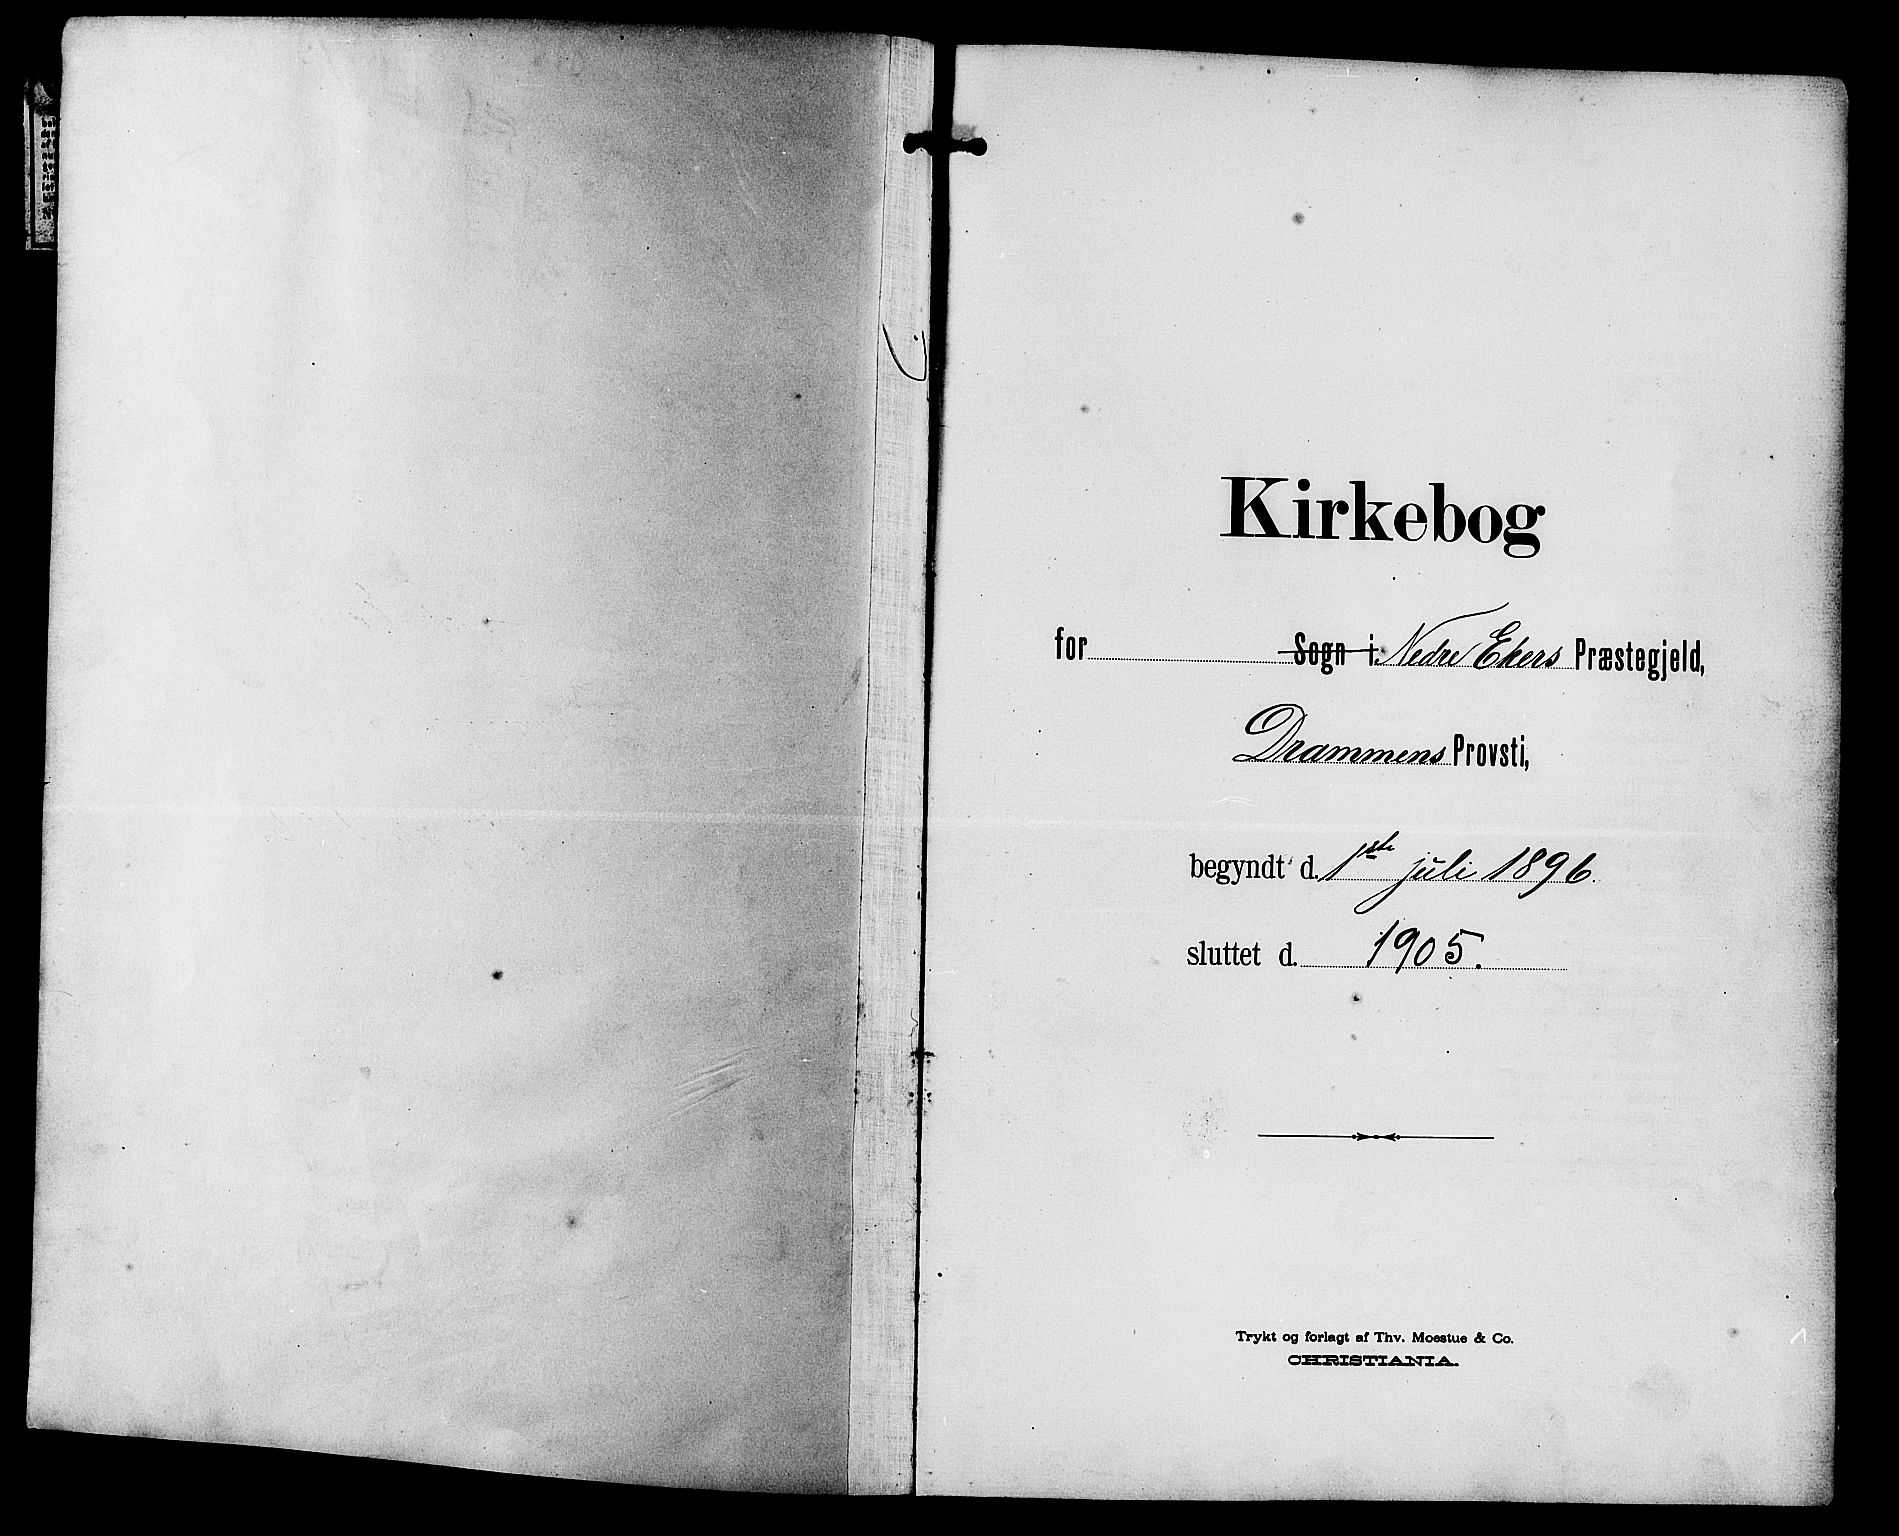 Kirkebog
for Sogn i Nedre Ekers Præstegjeld,
Drammens Provsti,
begyndt d. 1ste juli 1896.
sluttet d. 1905.
Trykt og forlagt af Thv. Moestue & Co.
CHRISTIANIA.